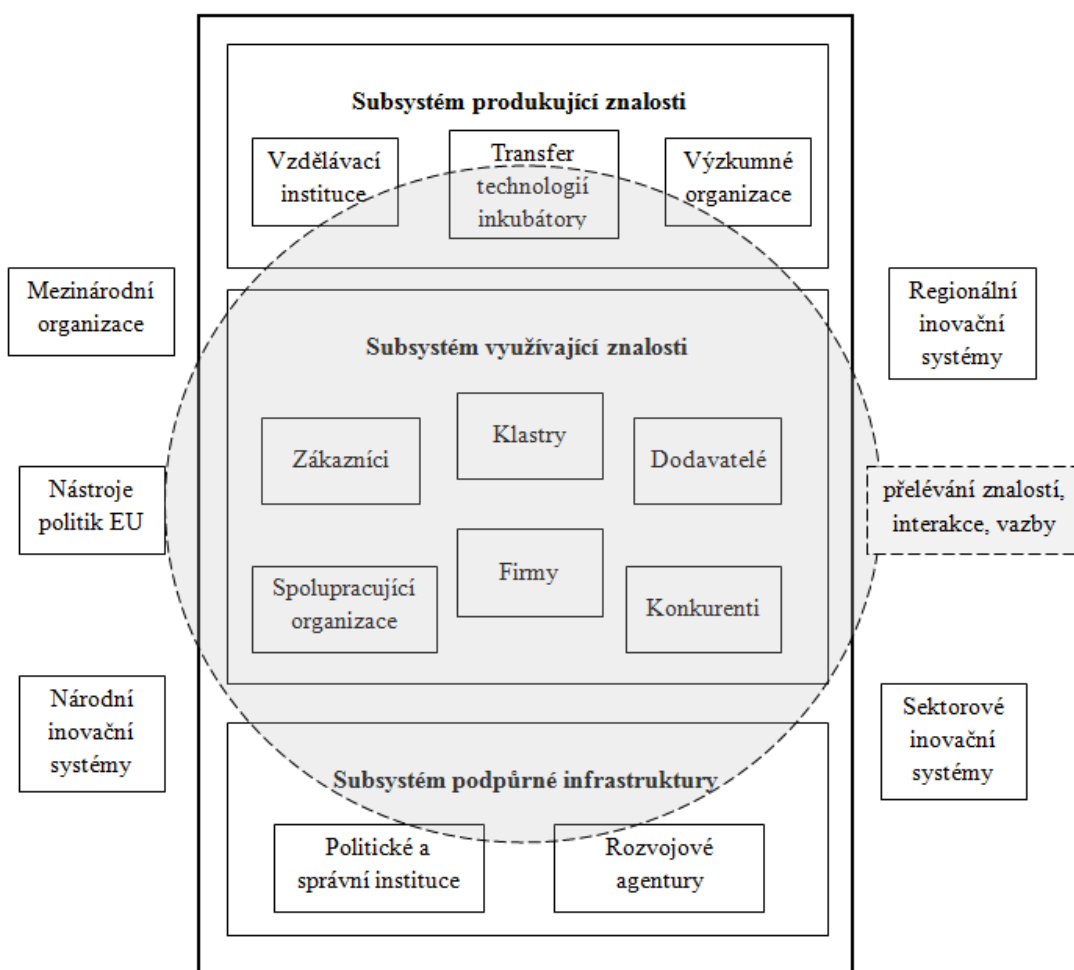 Subsystém produkující znalosti
Vzdělávací
instituce
Transfer
technologií
inkubátory
Výzkumné
organizace
Mezinárodní
organizace
Regionální
inovační
systémy
Subsystém využívající znalosti
Zákazníci
Klastry
Dodavatelé
Nástroje
politik EU
přelévání znalostí,
interakce, vazby
Spolupracující
organizace
Firmy
Konkurenti
Národní
inovační
systémy
Sektorové
inovační
systémy
Subsystém podpůrné infrastruktury
Politické a
správní instituce
Rozvojové
agentury